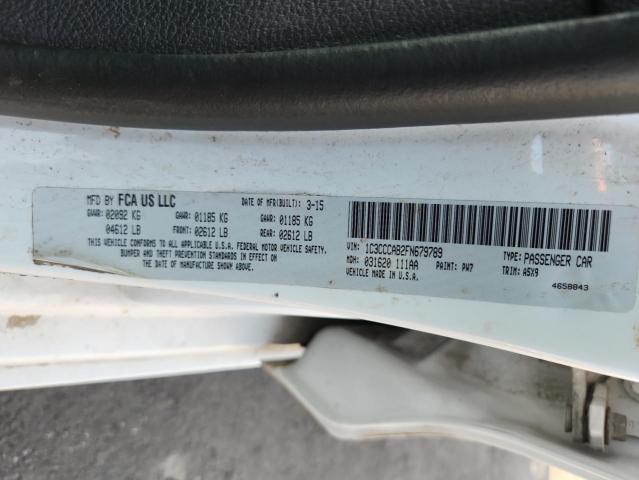 MFD BY FCA US LLC DATE OF MFR(BUILT): 3-15
GVWR: 02092 KG GAWR: 01185 KG GAWR: 01185 KG
04612 LB FRONT: 02612 LB REAR: 02612 LB
THIS VEHICLE CONFORMS TO ALL APPLICABLE U.S.A. FEDERAL MOTOR VEHICLE SAFETY,
BUMPER AND THEFT PREVENTION STANDARDS IN EFFECT ON
THE DATE OF MANUFACTURE SHOWN ABOVE.
VIN: 1C3CCCAB2FN679789 TYPE: PASSENGER CAR
MDH: 031620 111AA PAINT: PW7 TRIM: A5X9
VEHICLE MADE IN U.S.A.
4658843